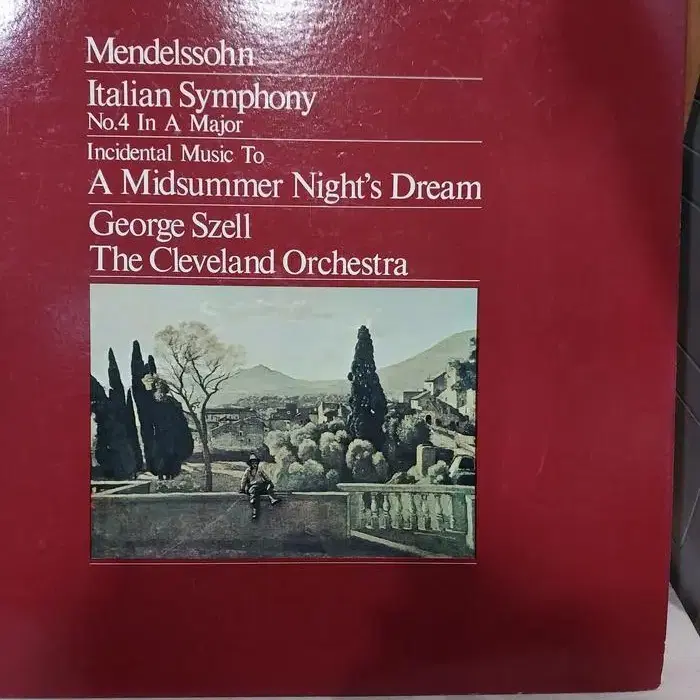 Mendelssohn
Italian Symphony
No.4 In A Major
Incidental Music To
A Midsummer Night's Dream
George Szell
The Cleveland Orchestra